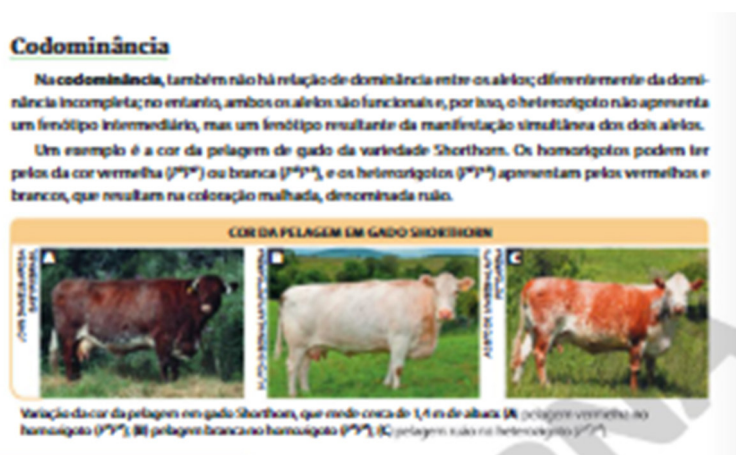 Codominância
Na codominância, também não há relação de dominância entre os alelos; diferentemente da domi-
nância incompleta; no entanto, ambos os alelos são funcionais e, por isso, o heterozigoto não apresenta
um fenótipo intermediário, mas um fenótipo resultante da manifestação simultânea dos dois alelos.
Um exemplo é a cor da pelagem de gado da variedade Shorthorn. Os homozigotos podem ter
pelos da cor vermelha ou branca e os heterozigotos apresentam pelos vermelhos e
brancos, que resultam na coloração malhada, denominada ruão.
COR DA PELAGEM EM GADO SHORTHORN
A
B
C
Variação da cor da pelagem em gado Shorthorn, que mede cerca de 1,4 m de altura: (A) pelagem vermelha no
homozigoto (B) pelagem branca no homozigoto (C) pelagem ruão no heterozigoto